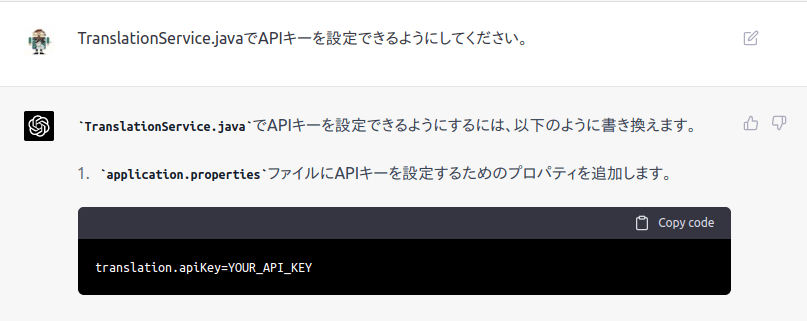 TranslationService.javaでAPIキーを設定できるようにしてください。
`TranslationService.java`でAPIキーを設定できるようにするには、以下のように書き換えます。
1. `application.properties`ファイルにAPIキーを設定するためのプロパティを追加します。
Copy code
translation.apiKey=YOUR_API_KEY